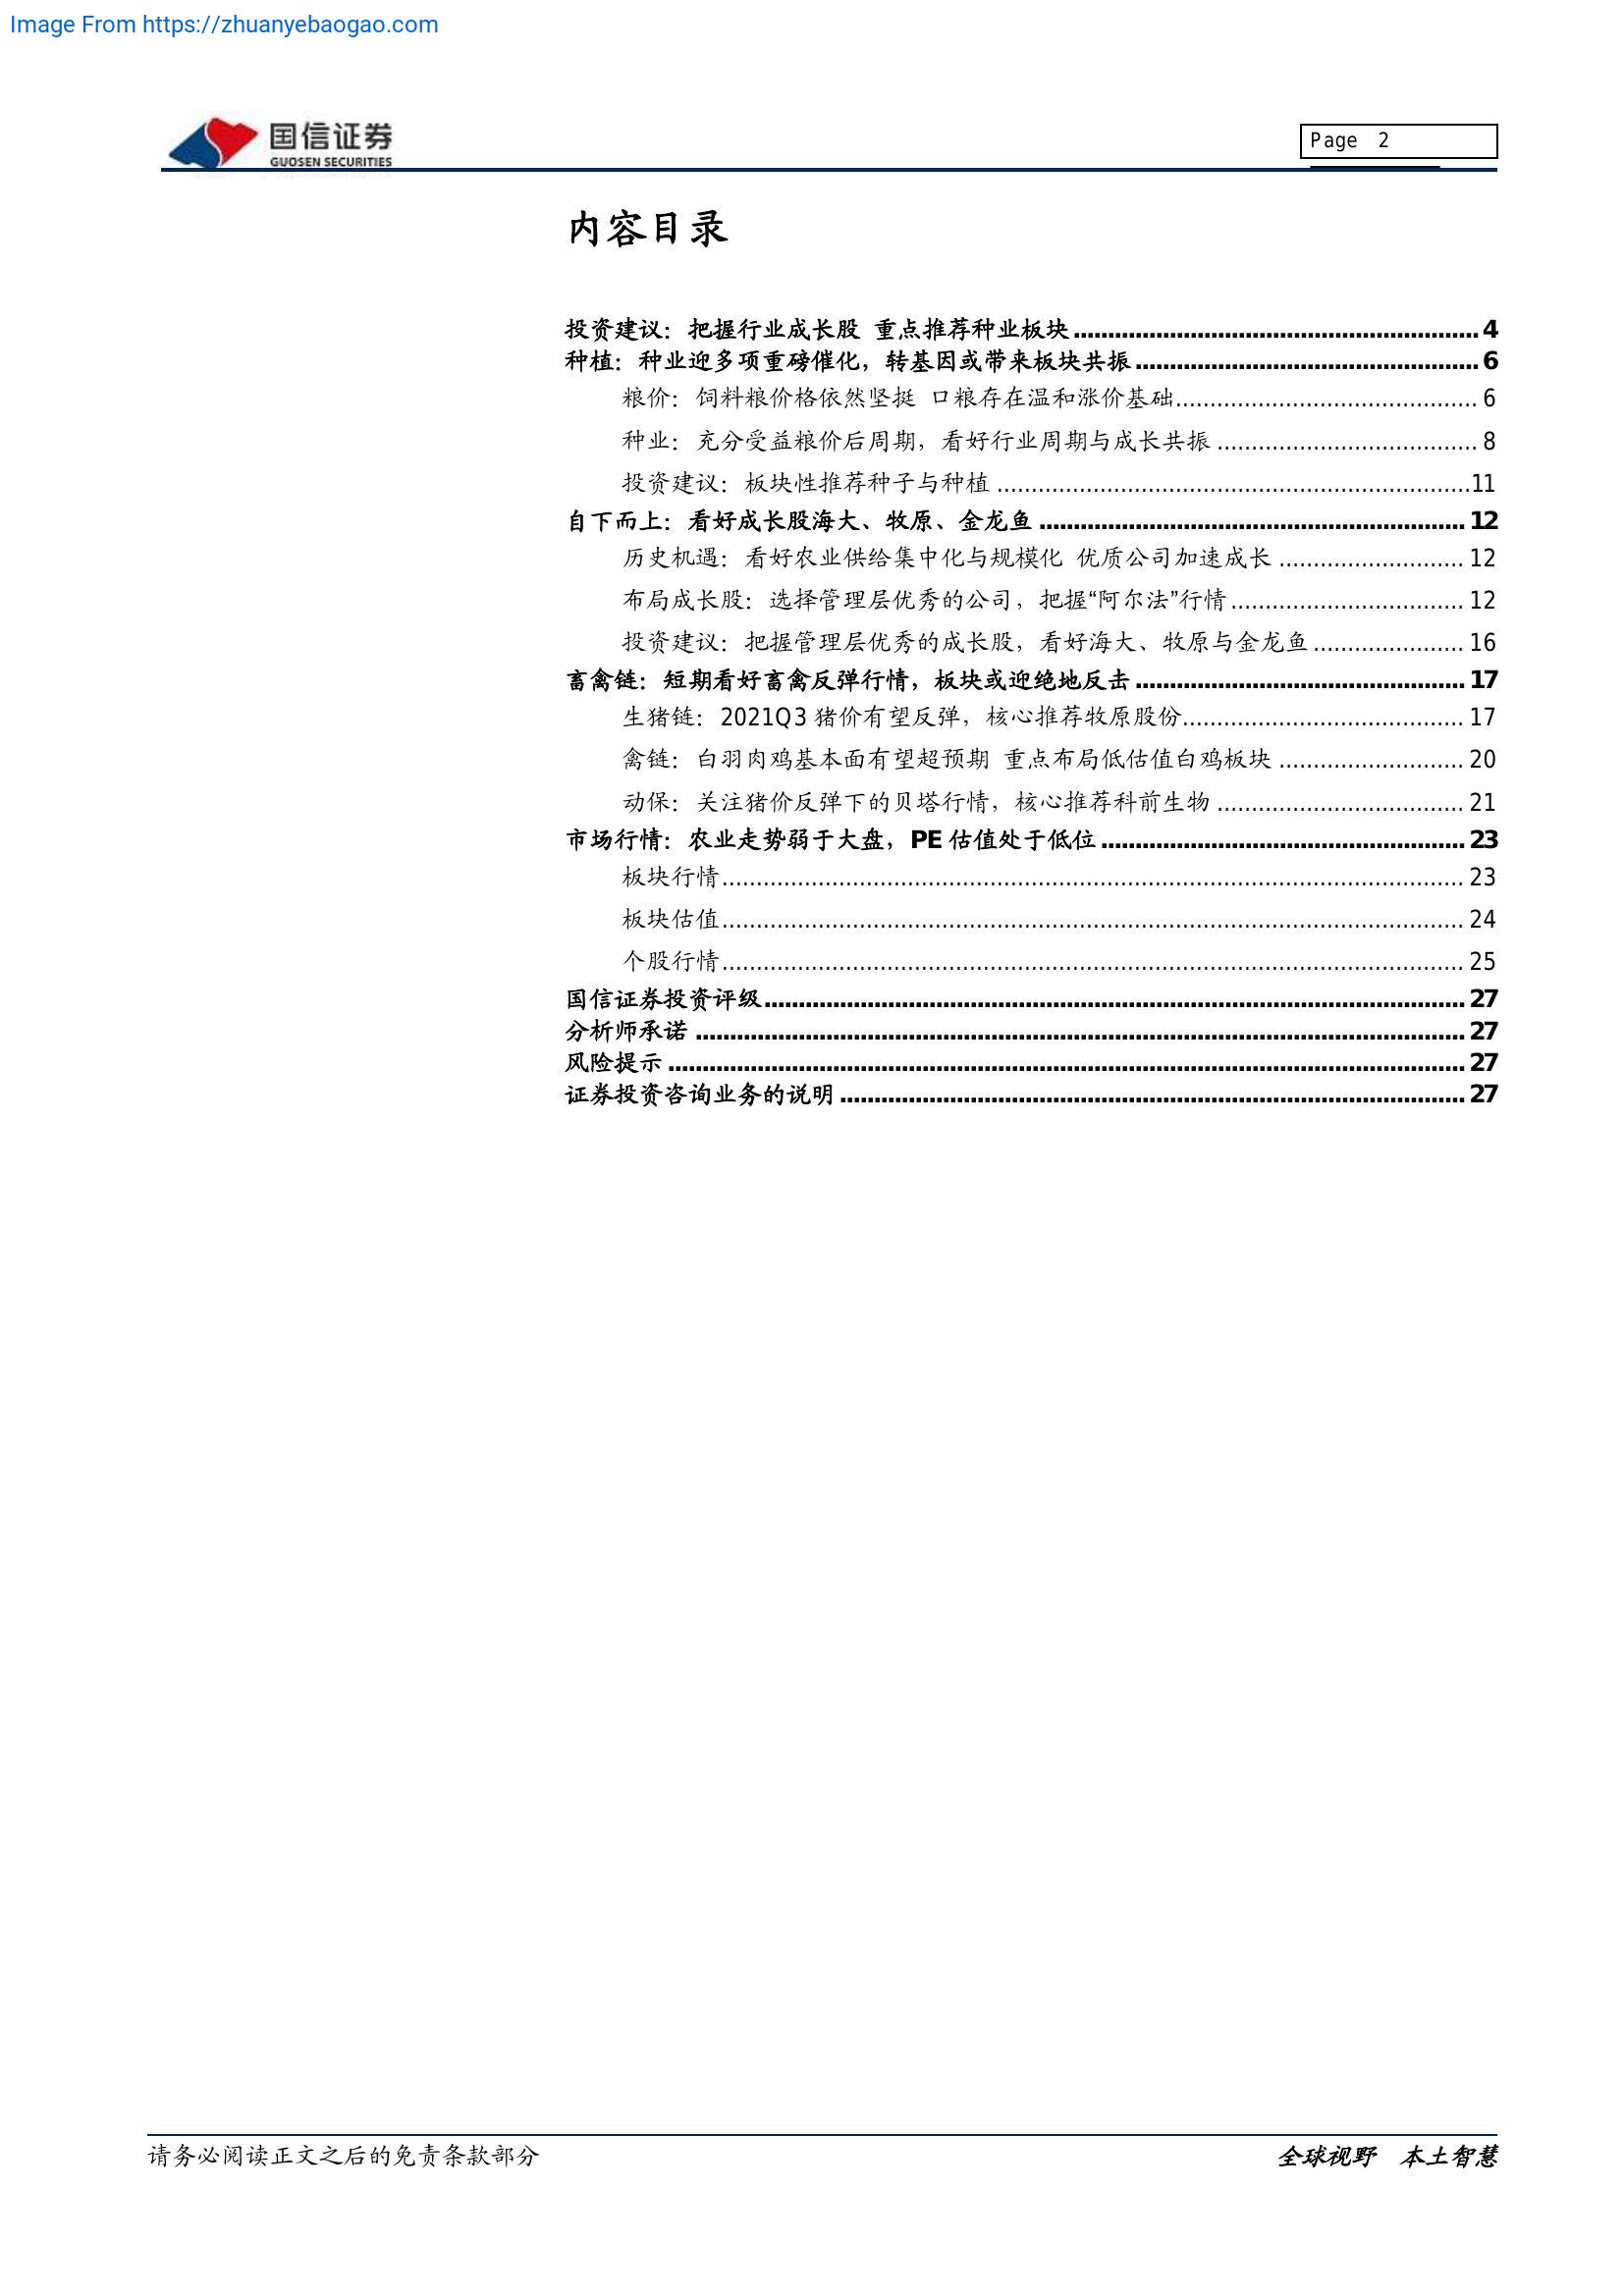 Image From https://zhuanyebaogao.com
国信证券
GUOSEN SECURITIES
Page 2
内容目录
投资建议：把握行业成长股 重点推荐种业板块 4
种植：种业迎多项重磅催化，转基因或带来板块共振 6
粮价：饲料粮价格依然坚挺 口粮存在温和涨价基础 6
种业：充分受益粮价后周期，看好行业周期与成长共振 8
投资建议：板块性推荐种子与种植 11
自下而上：看好成长股海大、牧原、金龙鱼 12
历史机遇：看好农业供给集中化与规模化 优质公司加速成长 12
布局成长股：选择管理层优秀的公司，把握“阿尔法”行情 12
投资建议：把握管理层优秀的成长股，看好海大、牧原与金龙鱼 16
畜禽链：短期看好畜禽反弹行情，板块或迎绝地反击 17
生猪链：2021Q3 猪价有望反弹，核心推荐牧原股份 17
禽链：白羽肉鸡基本面有望超预期 重点布局低估值白鸡板块 20
动保：关注猪价反弹下的贝塔行情，核心推荐科前生物 21
市场行情：农业走势弱于大盘，PE 估值处于低位 23
板块行情 23
板块估值 24
个股行情 25
国信证券投资评级 27
分析师承诺 27
风险提示 27
证券投资咨询业务的说明 27
请务必阅读正文之后的免责条款部分
全球视野 本土智慧